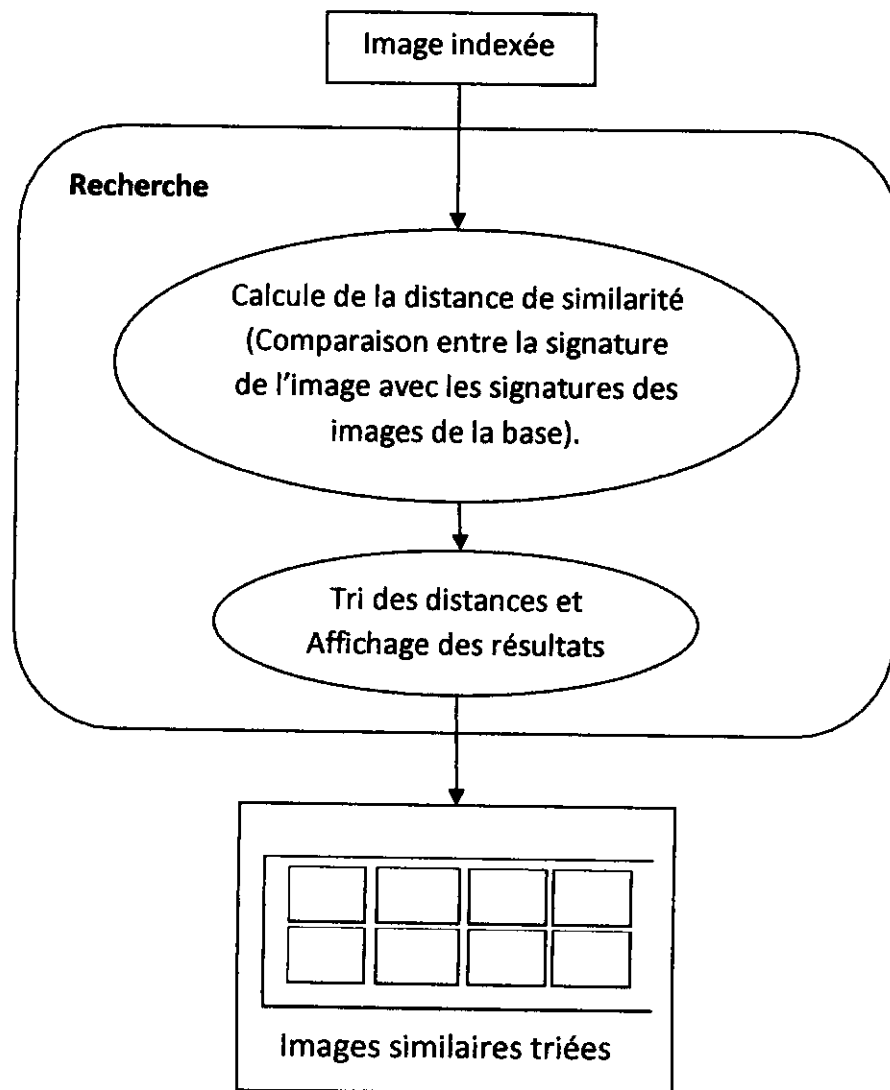 Image indexée
Recherche
Calcule de la distance de similarité
(Comparaison entre la signature
de l'image avec les signatures des
images de la base).
Tri des distances et
Affichage des résultats
Images similaires triées